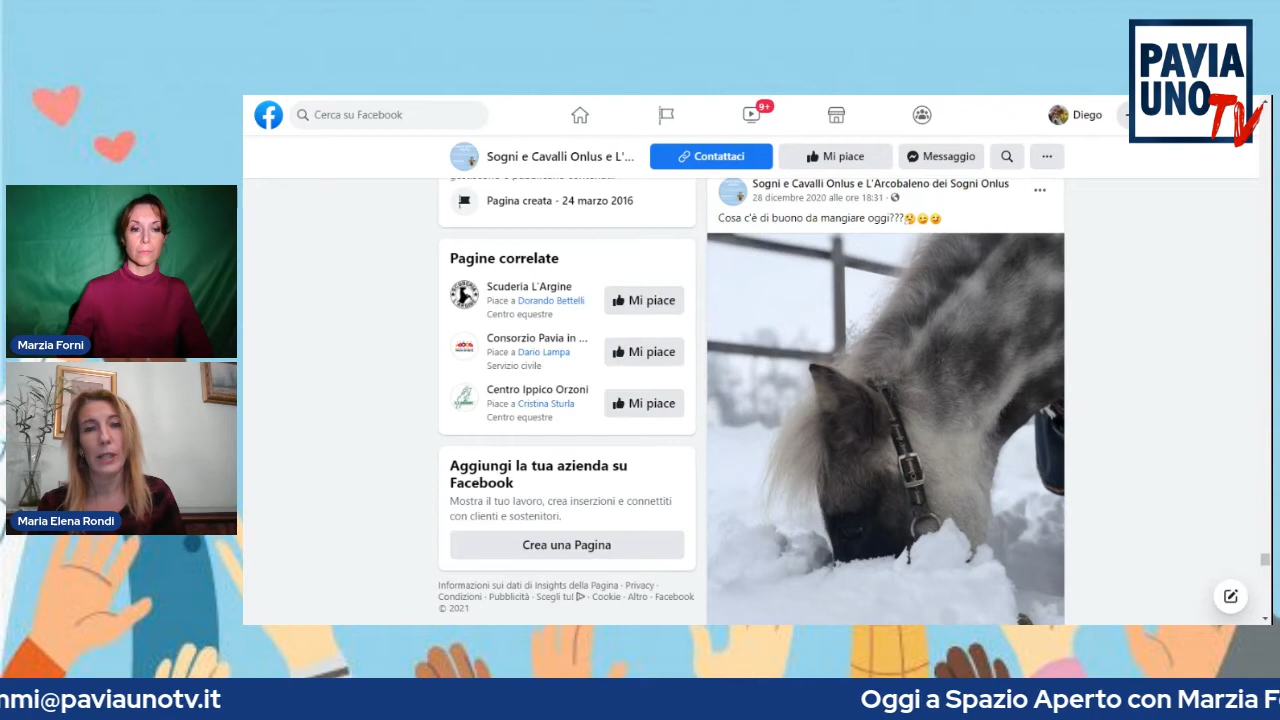 PAVIA
UNO
TV
Cerca su Facebook
9+
Diego
Sogni e Cavalli Onlus e L'...
Contattaci
Mi piace
Messaggio
Pagina creata - 24 marzo 2016
Sogni e Cavalli Onlus e L'Arcobaleno dei Sogni Onlus
28 dicembre 2020 alle ore 18:31 ·
Cosa c'è di buono da mangiare oggi???
Pagine correlate
Scuderia L'Argine
Piace a Dorando Bettelli
Centro equestre
Mi piace
Consorzio Pavia in ...
Piace a Dario Lampa
Servizio civile
Mi piace
Centro Ippico Orzoni
Piace a Cristina Sturla
Centro equestre
Mi piace
Aggiungi la tua azienda su
Facebook
Mostra il tuo lavoro, crea inserzioni e connettiti
con clienti e sostenitori.
Crea una Pagina
Informazioni sui dati di Insights della Pagina · Privacy ·
Condizioni · Pubblicità · Scegli tu! · Cookie · Altro · Facebook
© 2021
Marzia Forni
Maria Elena Rondi
mmi@paviaunotv.it
Oggi a Spazio Aperto con Marzia Fo